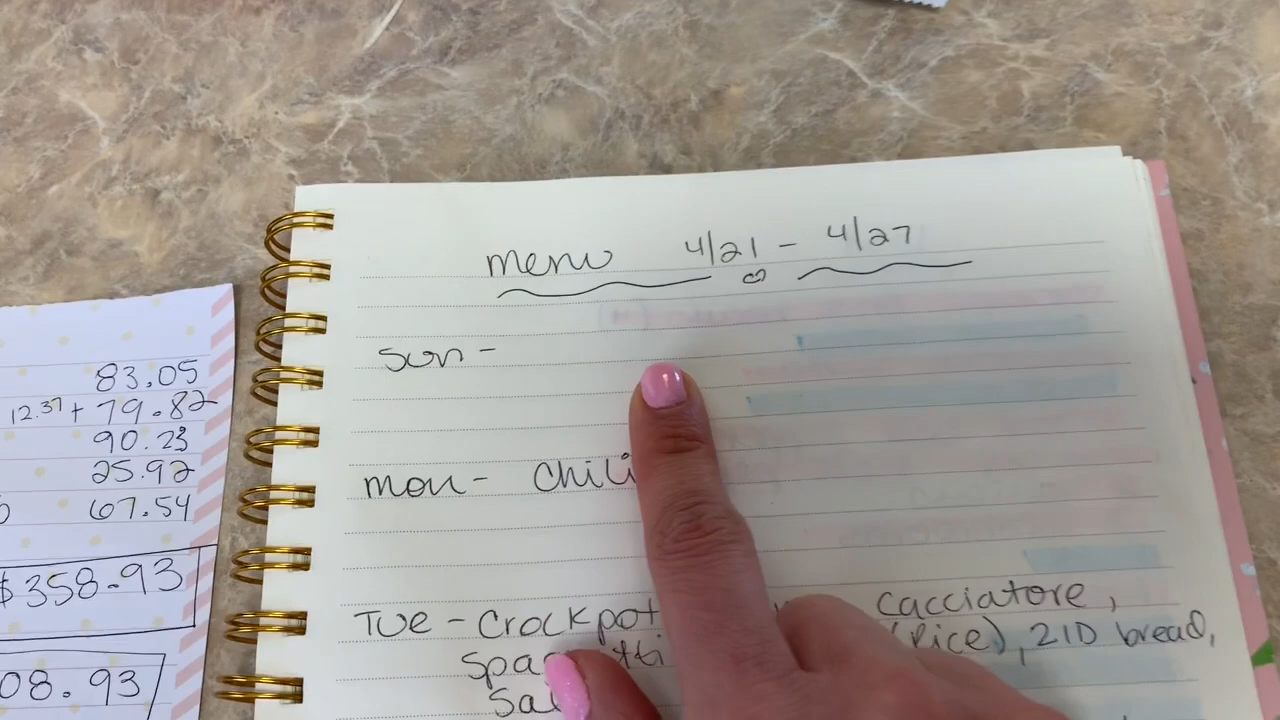 menu 4/21 - 4/27
sun -
mon - Chili
Tue - Crockpot cacciatore,
(Rice), 21D bread,
83.05
12.37 + 79.82
90.23
25.92
67.54
$358.93
08.93